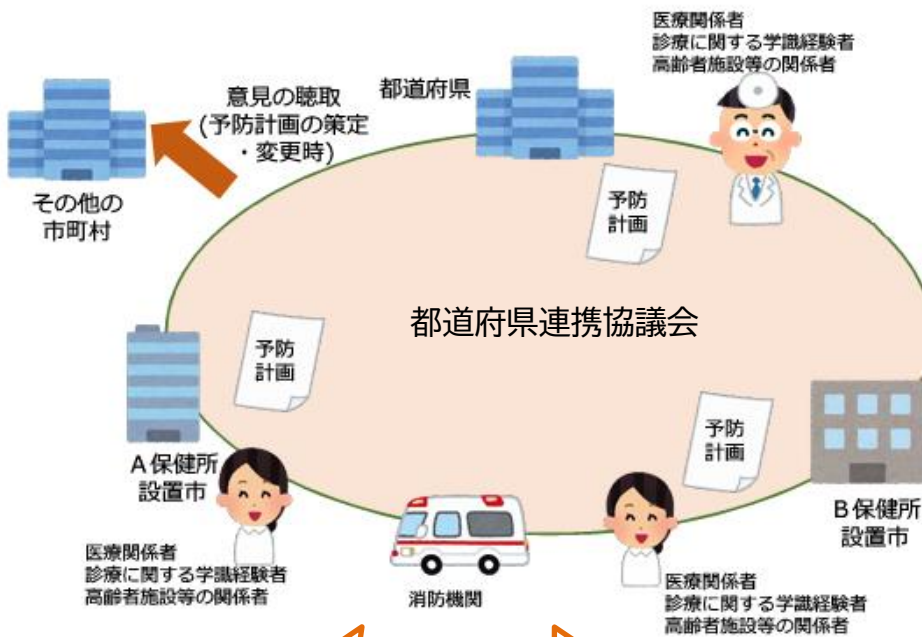 医療関係者
診療に関する学識経験者
高齢者施設等の関係者
都道府県
意見の聴取
(予防計画の策定
・変更時)
その他の
市町村
予防
計画
都道府県連携協議会
予防
計画
予防
計画
A保健所
設置市
B保健所
設置市
医療関係者
診療に関する学識経験者
高齢者施設等の関係者
消防機関
医療関係者
診療に関する学識経験者
高齢者施設等の関係者